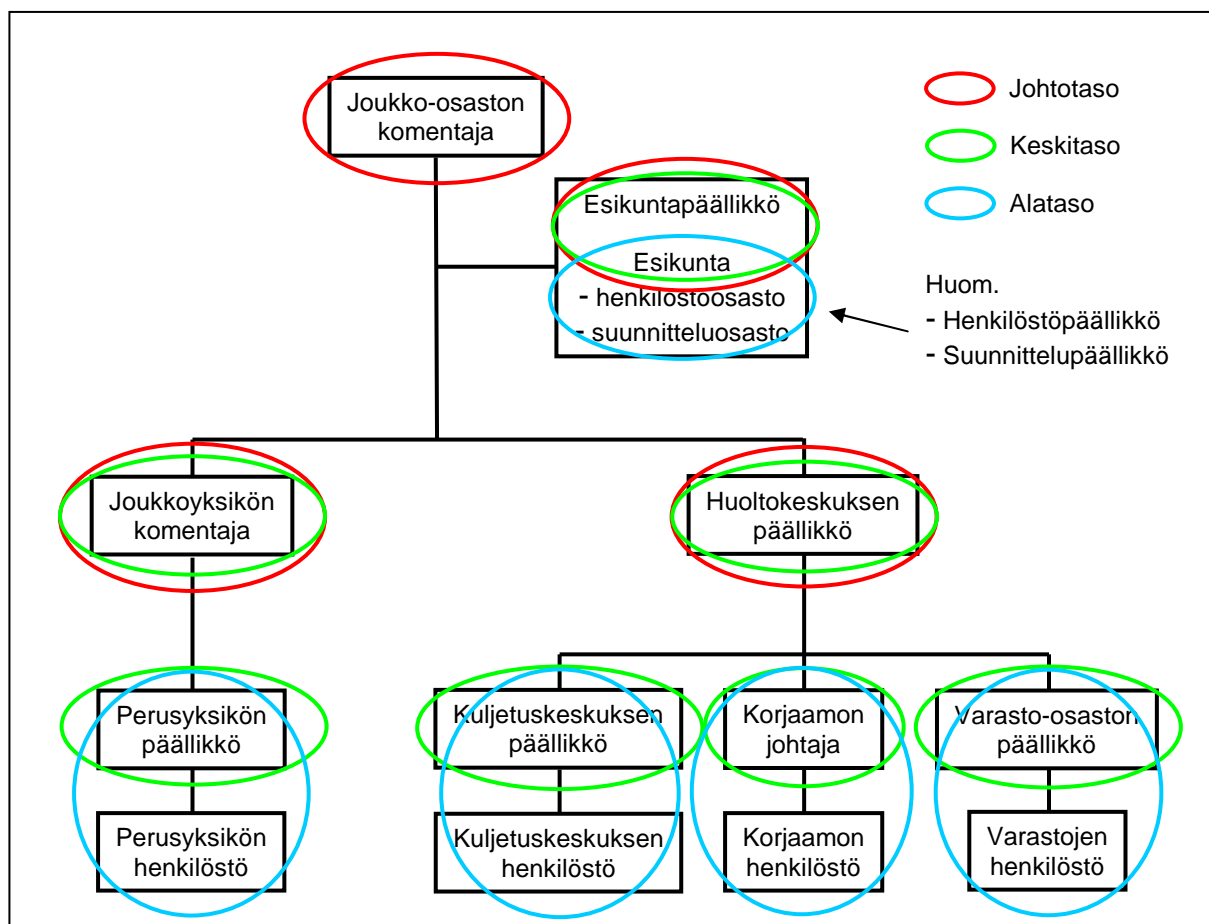 Joukko-osaston
komentaja
Johtotaso
Keskitaso
Alataso
Esikuntapäällikkö
Esikunta
- henkilöstöosasto
- suunnitteluosasto
Huom.
- Henkilöstöpäällikkö
- Suunnittelupäällikkö
Joukkoyksikön
komentaja
Huoltokeskuksen
päällikkö
Perusyksikön
päällikkö
Kuljetuskeskuksen
päällikkö
Korjaamon
johtaja
Varasto-osaston
päällikkö
Perusyksikön
henkilöstö
Kuljetuskeskuksen
henkilöstö
Korjaamon
henkilöstö
Varastojen
henkilöstö